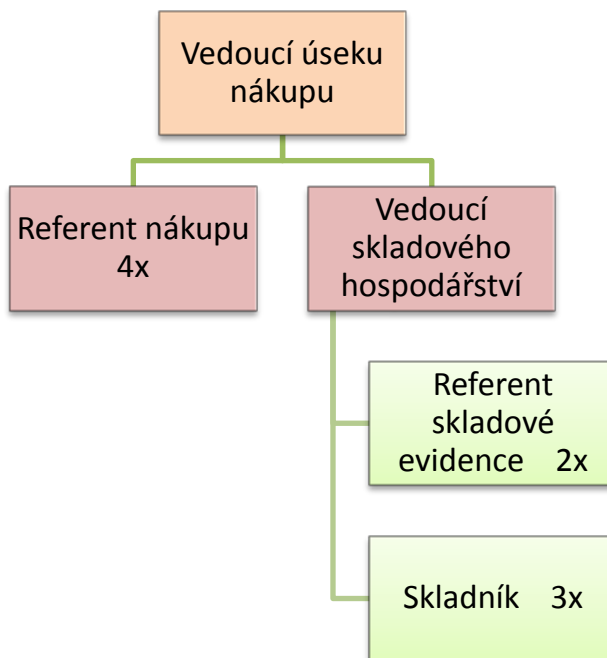 Vedoucí úseku
nákupu
Referent nákupu
4x
Vedoucí
skladového
hospodářství
Referent
skladové
evidence 2x
Skladník 3x